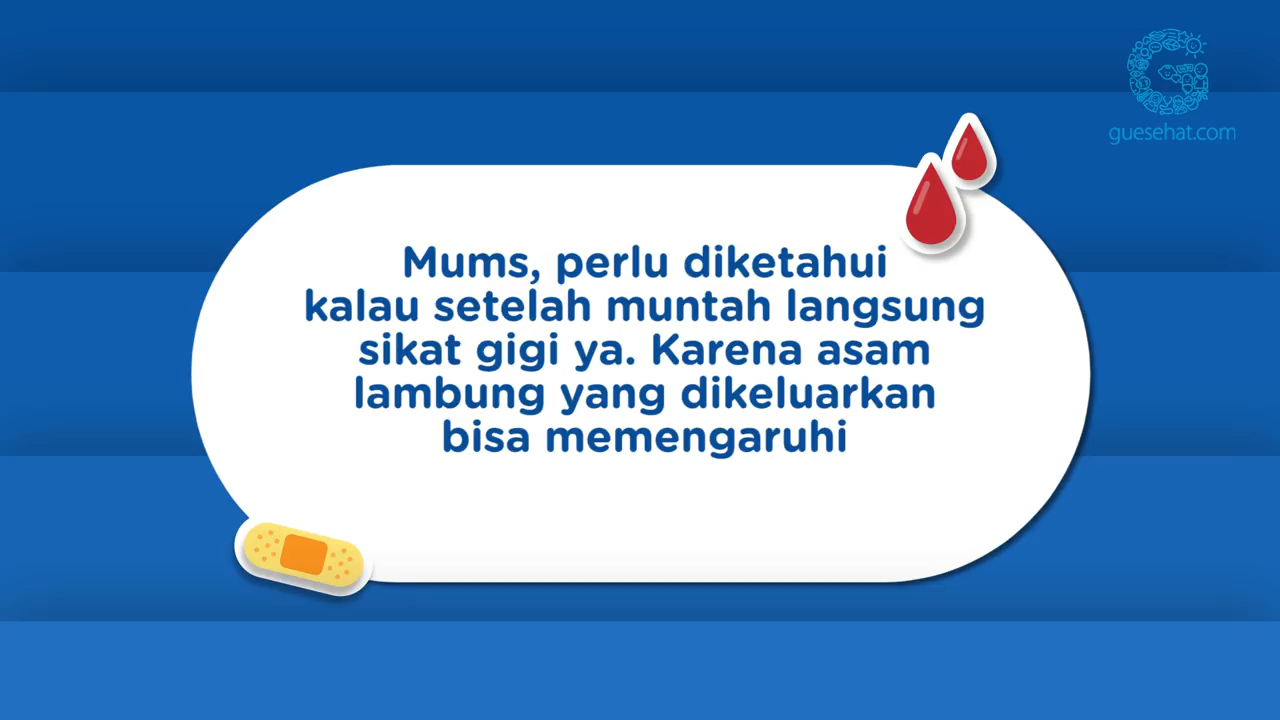 guesehat.com
Mums, perlu diketahui
kalau setelah muntah langsung
sikat gigi ya. Karena asam
lambung yang dikeluarkan
bisa memengaruhi